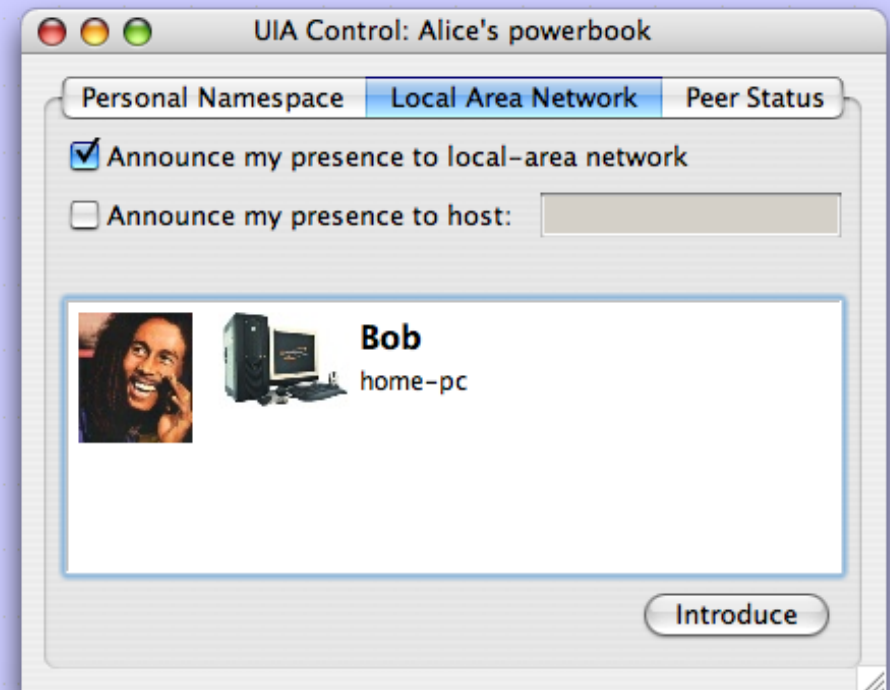 UIA Control: Alice's powerbook
Personal Namespace Local Area Network Peer Status
Announce my presence to local-area network
Announce my presence to host:
Bob
home-pc
Introduce